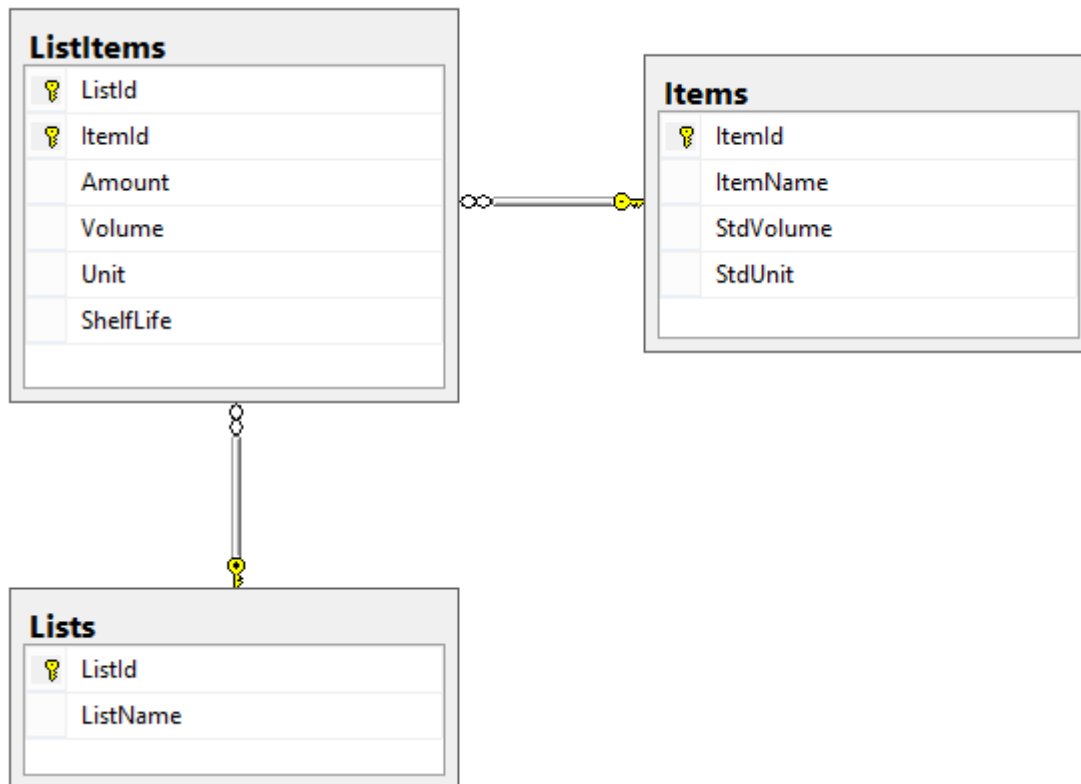 ListItems
ListId
ItemId
Amount
Volume
Unit
ShelfLife
Items
ItemId
ItemName
StdVolume
StdUnit
Lists
ListId
ListName